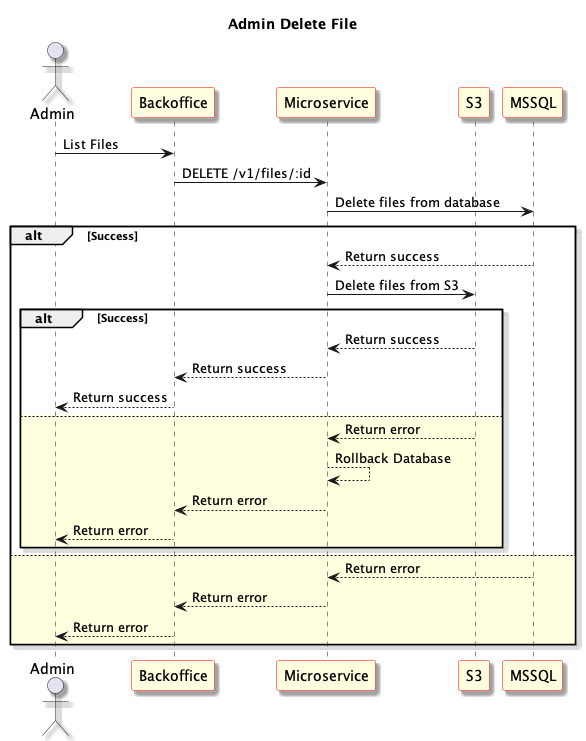 Admin Delete File
Admin
Backoffice
Microservice
S3
MSSQL
List Files
DELETE /v1/files/:id
Delete files from database
alt
[Success]
Return success
Delete files from S3
alt
[Success]
Return success
Return success
Return success
Return error
Rollback Database
Return error
Return error
Return error
Return error
Return error
Admin
Backoffice
Microservice
S3
MSSQL